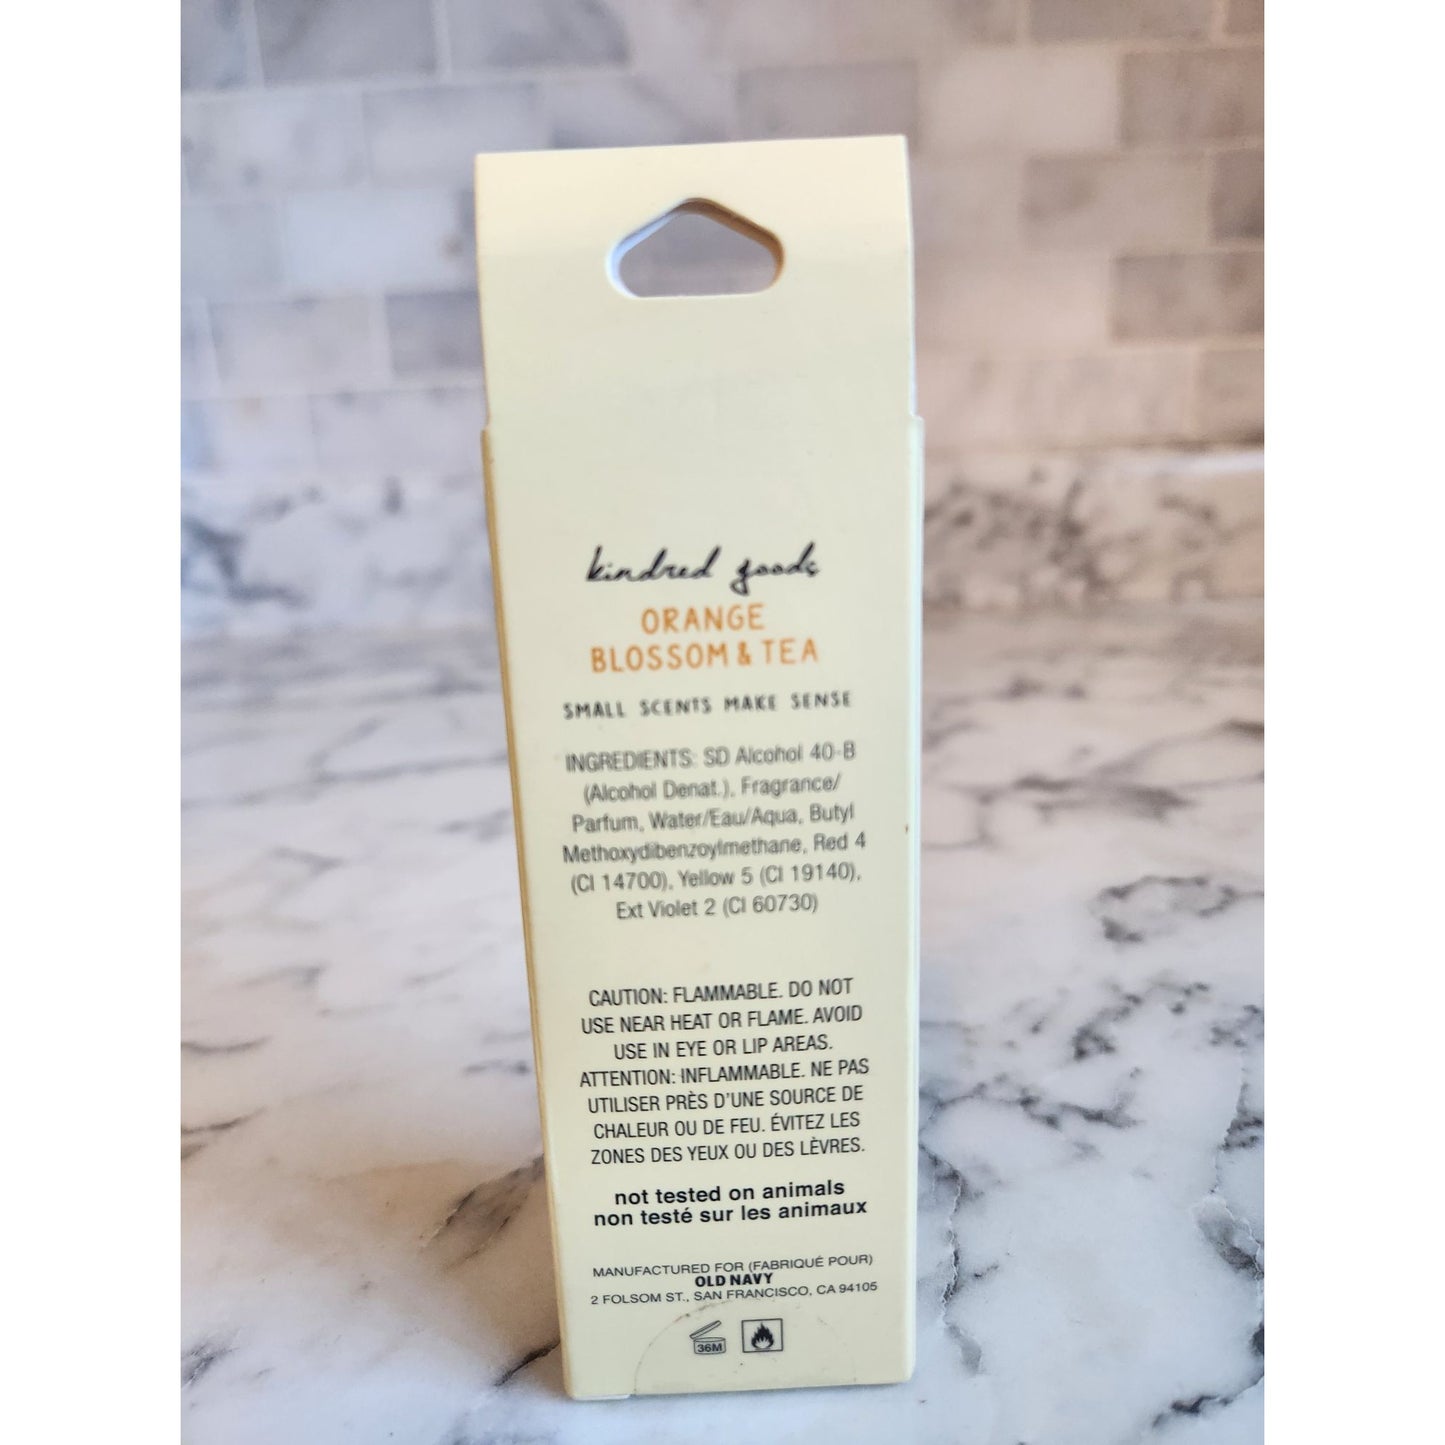 kindred goods
ORANGE
BLOSSOM & TEA
SMALL SCENTS MAKE SENSE
INGREDIENTS: SD Alcohol 40-B
(Alcohol Denat.), Fragrance/
Parfum, Water/Eau/Aqua, Butyl
Methoxydibenzoylmethane, Red 4
(CI 14700), Yellow 5 (CI 19140),
Ext Violet 2 (CI 60730)
CAUTION: FLAMMABLE. DO NOT
USE NEAR HEAT OR FLAME. AVOID
USE IN EYE OR LIP AREAS.
ATTENTION: INFLAMMABLE. NE PAS
UTILISER PRÈS D'UNE SOURCE DE
CHALEUR OU DE FEU. ÉVITEZ LES
ZONES DES YEUX OU DES LÈVRES.
not tested on animals
non testé sur les animaux
MANUFACTURED FOR (FABRIQUÉ POUR)
OLD NAVY
2 FOLSOM ST., SAN FRANCISCO, CA 94105
36M